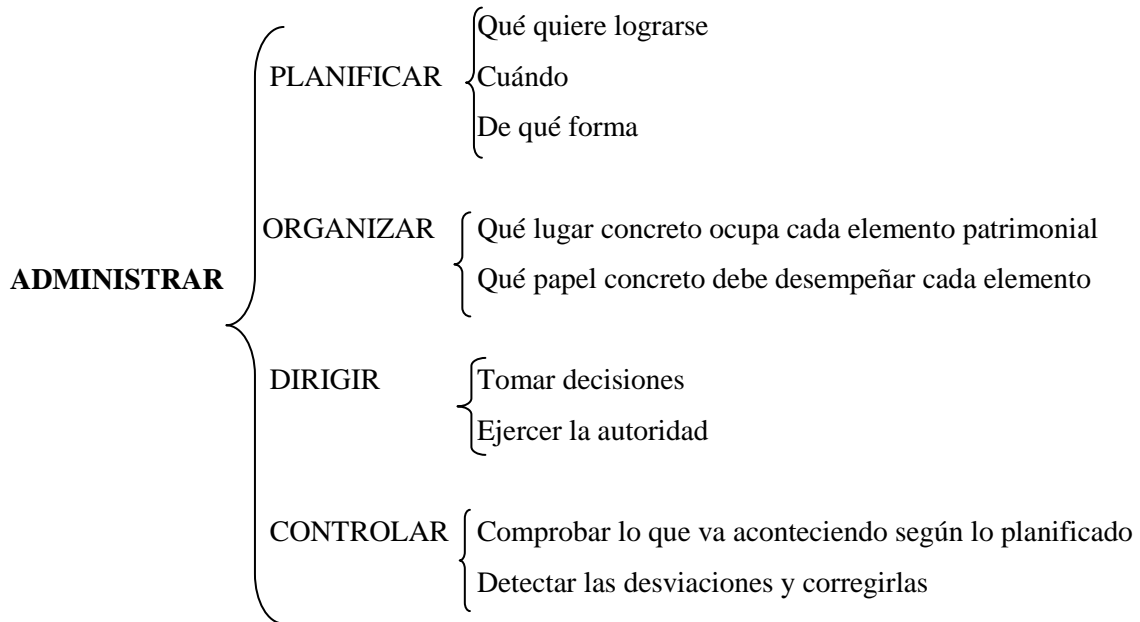 Qué quiere lograrse
PLANIFICAR Cuándo
De qué forma
ORGANIZAR Qué lugar concreto ocupa cada elemento patrimonial
ADMINISTRAR Qué papel concreto debe desempeñar cada elemento
DIRIGIR Tomar decisiones
Ejercer la autoridad
CONTROLAR Comprobar lo que va aconteciendo según lo planificado
Detectar las desviaciones y corregirlas